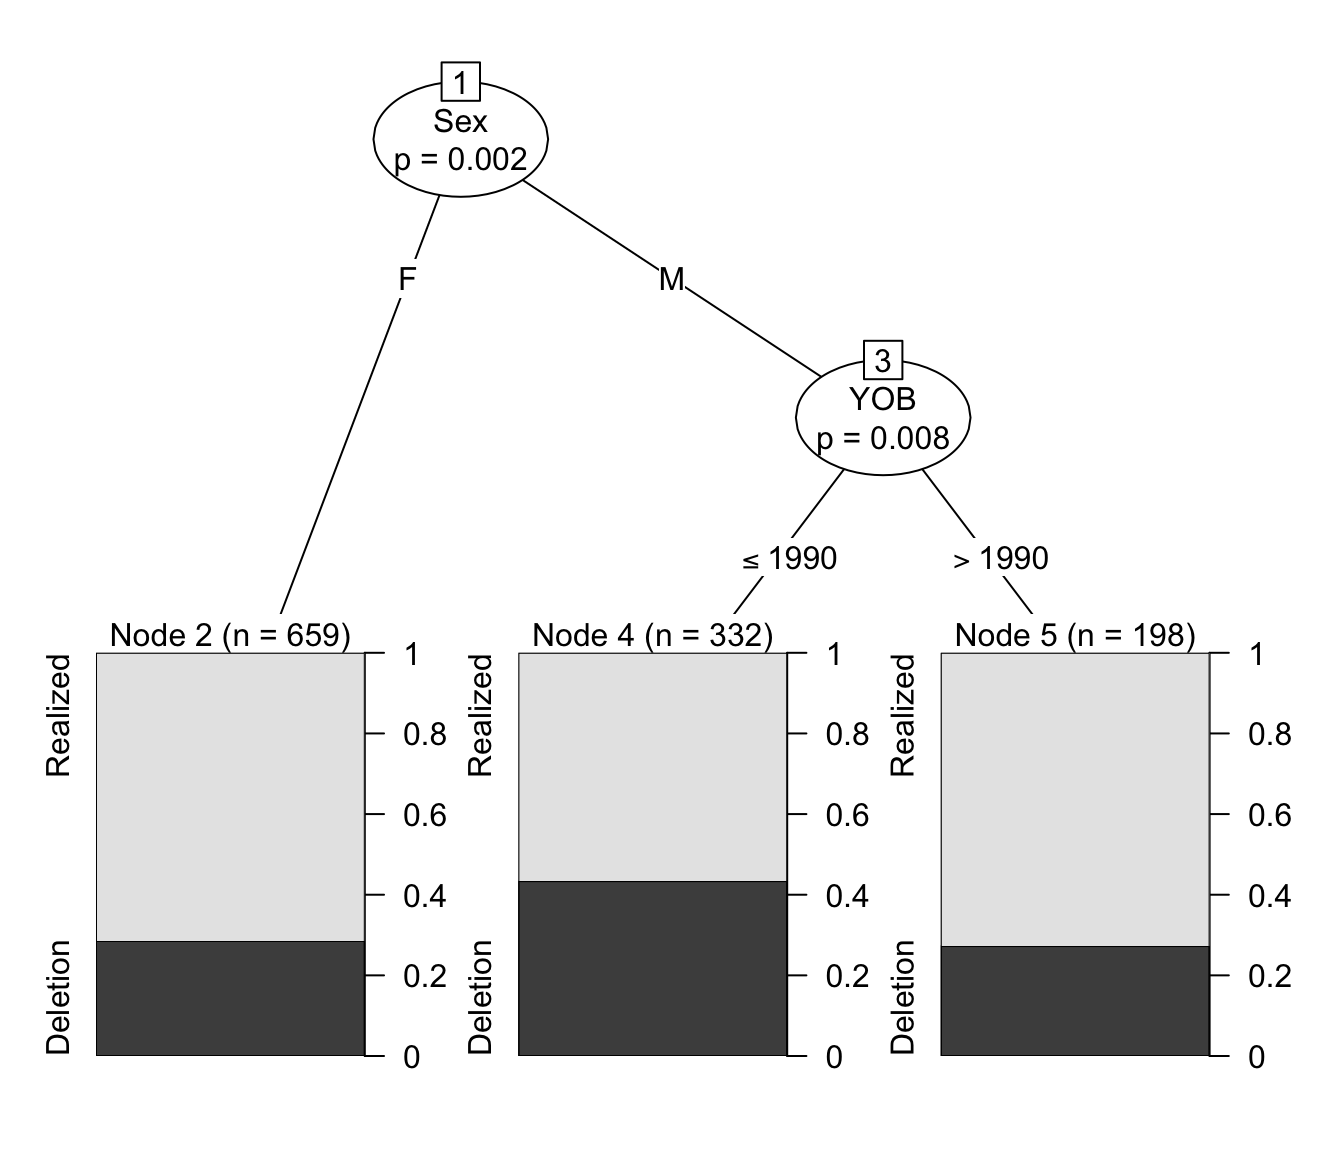 1
Sex
p = 0.002
F
M
3
YOB
p = 0.008
≤ 1990
> 1990
Node 2 (n = 659)
Realized
Deletion
1
0.8
0.6
0.4
0.2
0
Node 4 (n = 332)
Realized
Deletion
1
0.8
0.6
0.4
0.2
0
Node 5 (n = 198)
Realized
Deletion
1
0.8
0.6
0.4
0.2
0